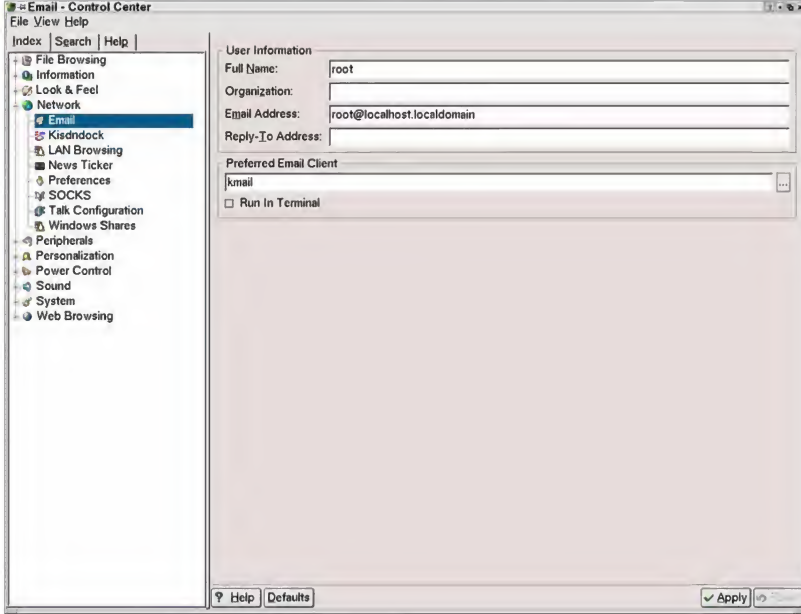 Email - Control Center
File View Help
Index Search Help
File Browsing
Information
Look & Feel
Network
Email
Kisdndock
LAN Browsing
News Ticker
Preferences
SOCKS
Talk Configuration
Windows Shares
Peripherals
Personalization
Power Control
Sound
System
Web Browsing
User Information
Full Name: root
Organization:
Email Address: root@localhost.localdomain
Reply-To Address:
Preferred Email Client
kmail
...
Run In Terminal
? Help Defaults Apply